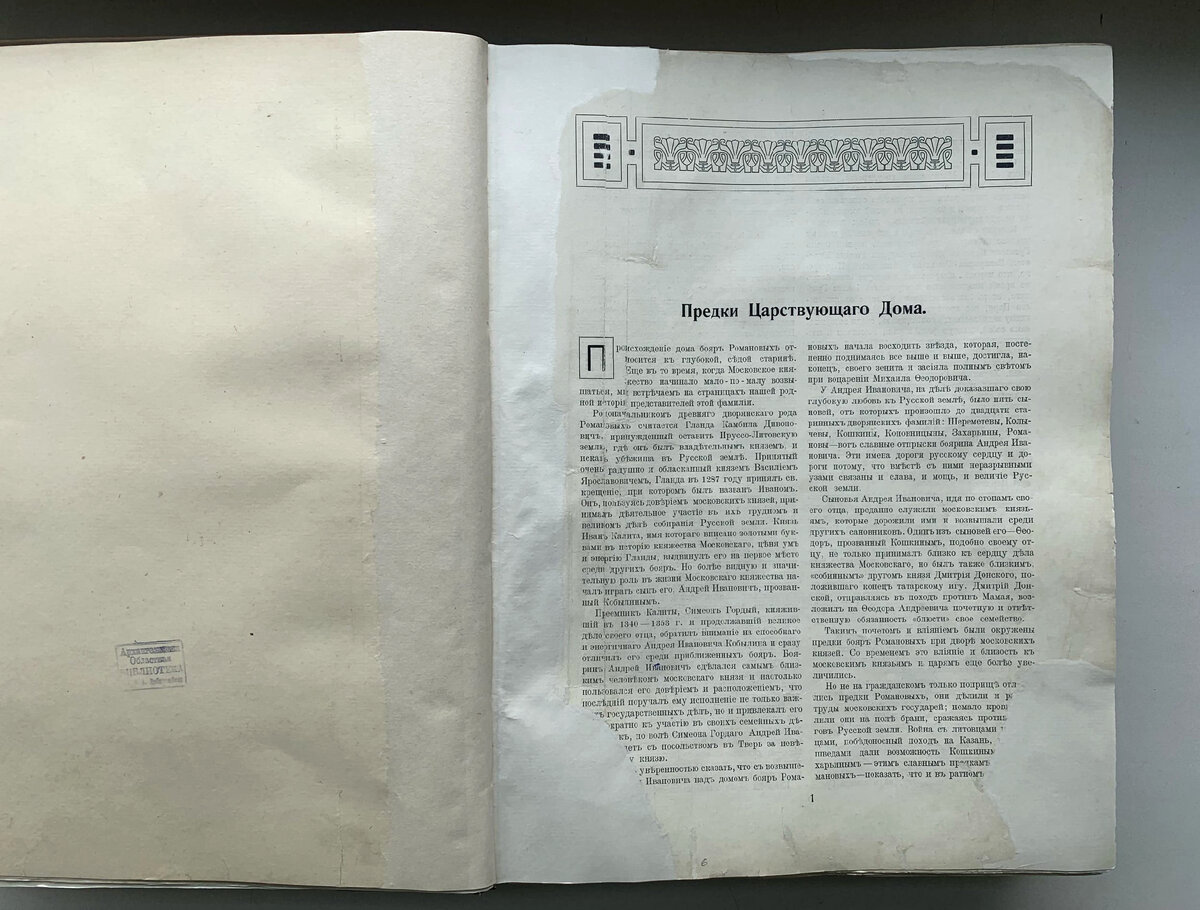 Архангельская
Областная
БИБЛИОТЕКА
Предки Царствующаго Дома.
Происхожденіе дома бояръ Романовыхъ от-
носится къ глубокой, сѣдой старинѣ.
Еще въ то время, когда Московское кня-
жество начинало мало-по-малу возвы-
шаться, мы встрѣчаемъ на страницахъ нашей род-
ной исторіи представителей этой фамиліи.
Родоначальникомъ древняго дворянскаго рода
Романовыхъ считается Гланда Камбила Дивоно-
вичъ, принужденный оставить Пруссо-Литовскую
землю, гдѣ онъ былъ владѣтельнымъ княземъ, и
искать убѣжища въ Русской землѣ. Принятый
очень радушно и обласканный княземъ Василіемъ
Ярославовичемъ, Гланда въ 1287 году принялъ св.
крещеніе, при которомъ былъ названъ Иваномъ.
Онъ, пользуясь довѣріемъ московскихъ князей, при-
нималъ дѣятельное участіе въ ихъ трудномъ и
великомъ дѣлѣ собиранія Русской земли. Князь
Иванъ Калита, имя котораго вписано золотыми бук-
вами въ исторію княжества Московскаго, цѣня умъ
и энергію Гланды, выдвинулъ его на первое мѣсто
среди другихъ бояръ. Но болѣе видную и значи-
тельную роль въ жизни Московскаго княжества на-
чалъ играть сынъ его, Андрей Ивановичъ, прозван-
ный Кобылинымъ.
Преемникъ Калиты, Симеонъ Гордый, княжив-
шій въ 1340—1353 г. и продолжавшій великое
дѣло своего отца, обратилъ вниманіе на способнаго
и энергичнаго Андрея Ивановича Кобылина и сразу
отличилъ его среди приближенныхъ бояръ. Боя-
ринъ Андрей Ивановичъ сдѣлался самымъ близ-
кимъ человѣкомъ московскаго князя и настолько
пользовался его довѣріемъ и расположеніемъ, что
послѣдній поручалъ ему исполненіе не только важ-
хъ государственныхъ дѣлъ, но и привлекалъ его
ократно къ участію въ своихъ семейныхъ дѣ-
къ, по волѣ Симеона Гордаго Андрей Ива-
детъ съ посольствомъ въ Тверь за невѣ-
у князю.
увѣренностью сказать, что съ возвыше-
Ивановича надъ домомъ бояръ Рома-
новыхъ начала восходить звѣзда, которая, посте-
пенно поднимаясь все выше и выше, достигла, на-
конецъ, своего зенита и засіяла полнымъ свѣтомъ
при воцареніи Михаила Ѳеодоровича.
У Андрея Ивановича, на дѣлѣ доказавшаго свою
глубокую любовь къ Русской землѣ, было пять сы-
новей, отъ которыхъ произошло до двадцати ста-
ринныхъ дворянскихъ фамилій: Шереметевы, Колы-
чевы, Кошкины, Коновницыны, Захарьины, Рома-
новы—вотъ славные отпрыски боярина Андрея Ива-
новича. Эти имена дороги русскому сердцу и до-
роги потому, что вмѣстѣ съ ними неразрывными
узами связаны и слава, и мощь, и величіе Рус-
ской земли.
Сыновья Андрея Ивановича, идя по стопамъ сво-
его отца, преданно служили московскимъ князь-
ямъ, которые дорожили ими и возвышали среди
другихъ сановниковъ. Одинъ изъ сыновей его—Ѳео-
доръ, прозванный Кошкинымъ, подобно своему от-
цу, не только принималъ близко къ сердцу дѣла
княжества Московскаго, но былъ также близкимъ,
«собиннымъ» другомъ князя Дмитрія Донского, по-
ложившаго конецъ татарскому игу. Дмитрій Дон-
ской, отправляясь въ походъ противъ Мамая, воз-
ложилъ на Ѳеодора Андреевича почетную и отвѣт-
ственную обязанность «блюсти» свое семейство.
Такимъ почетомъ и вліяніемъ были окружены
предки бояръ Романовыхъ при дворѣ московскихъ
князей. Со временемъ это вліяніе и близость къ
московскимъ князьямъ и царямъ еще болѣе уве-
личились.
Но не на гражданскомъ только поприщѣ отл
лись предки Романовыхъ, они дѣлили и р
труды московскихъ государей; немало кров
лили они на полѣ брани, сражаясь противъ
говъ Русской земли. Война съ литовцами
цами, побѣдоносный походъ на Казань,
шведами дали возможность Кошкинымъ
харьинымъ—этимъ славнымъ предкамъ
мановыхъ—показать, что и въ ратномъ
1
6